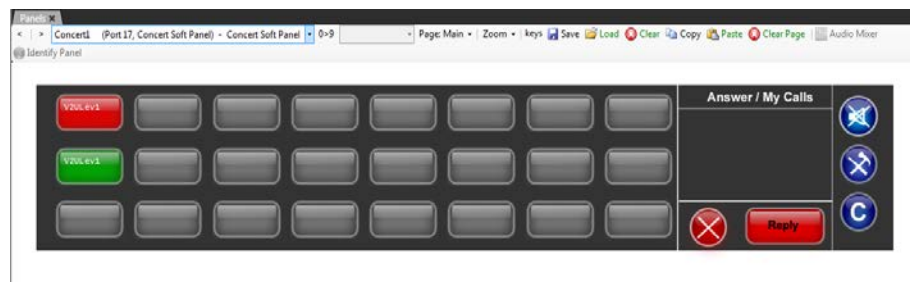 Panels
< > Concert1 (Port 17, Concert Soft Panel) - Concert Soft Panel 0>9 Page: Main Zoom keys Save Load Clear Copy Paste Clear Page Audio Mixer
Identify Panel
V2ULev1 Answer / My Calls
V2ULev1
C
Reply